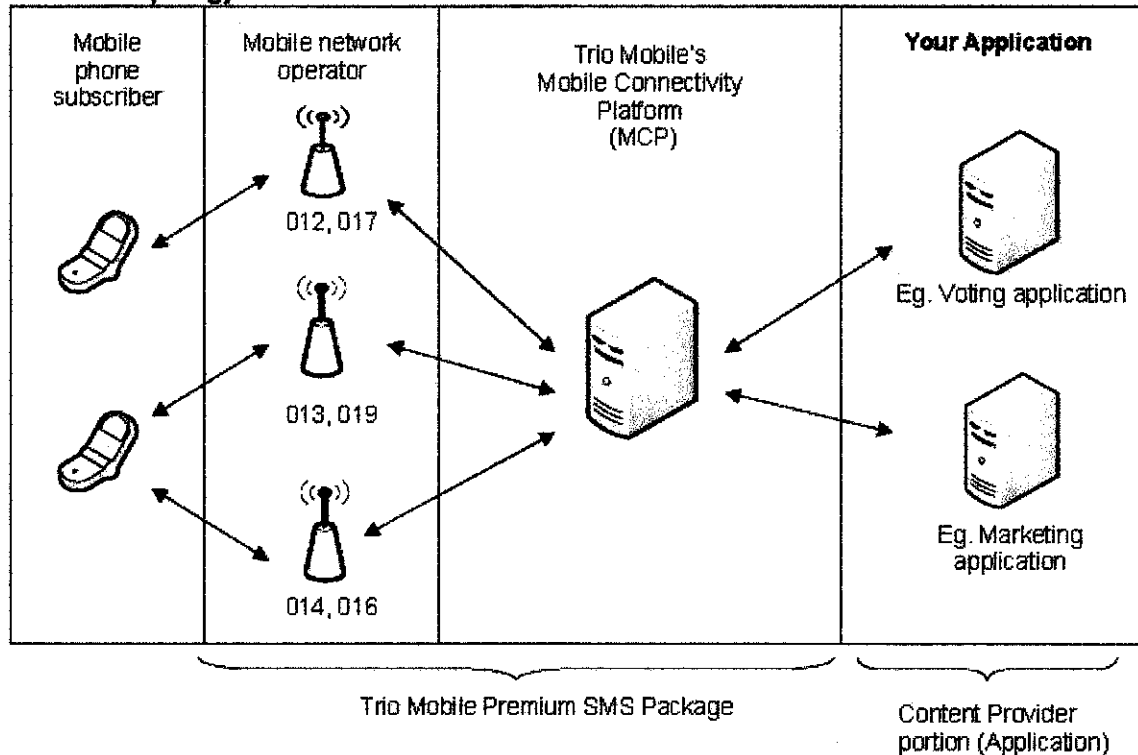 Mobile
phone
subscriber
Mobile network
operator
Trio Mobile's
Mobile Connectivity
Platform
(MCP)
Your Application
012, 017
013, 019
014, 016
Eg. Voting application
Eg. Marketing
application
Trio Mobile Premium SMS Package
Content Provider
portion (Application)